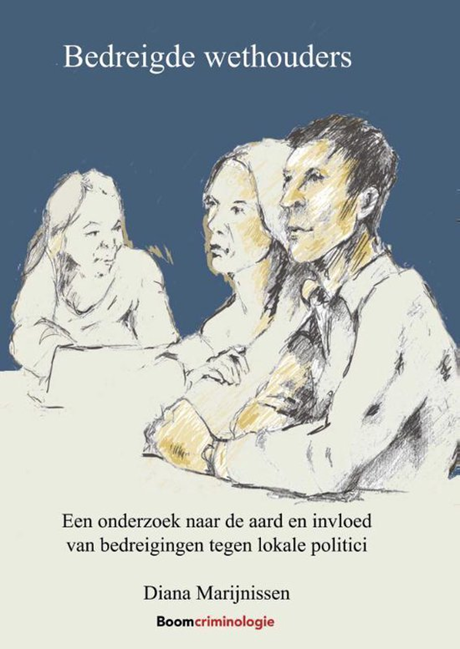 Bedreigde wethouders
Een onderzoek naar de aard en invloed
van bedreigingen tegen lokale politici
Diana Marijnissen
Boomcriminologie